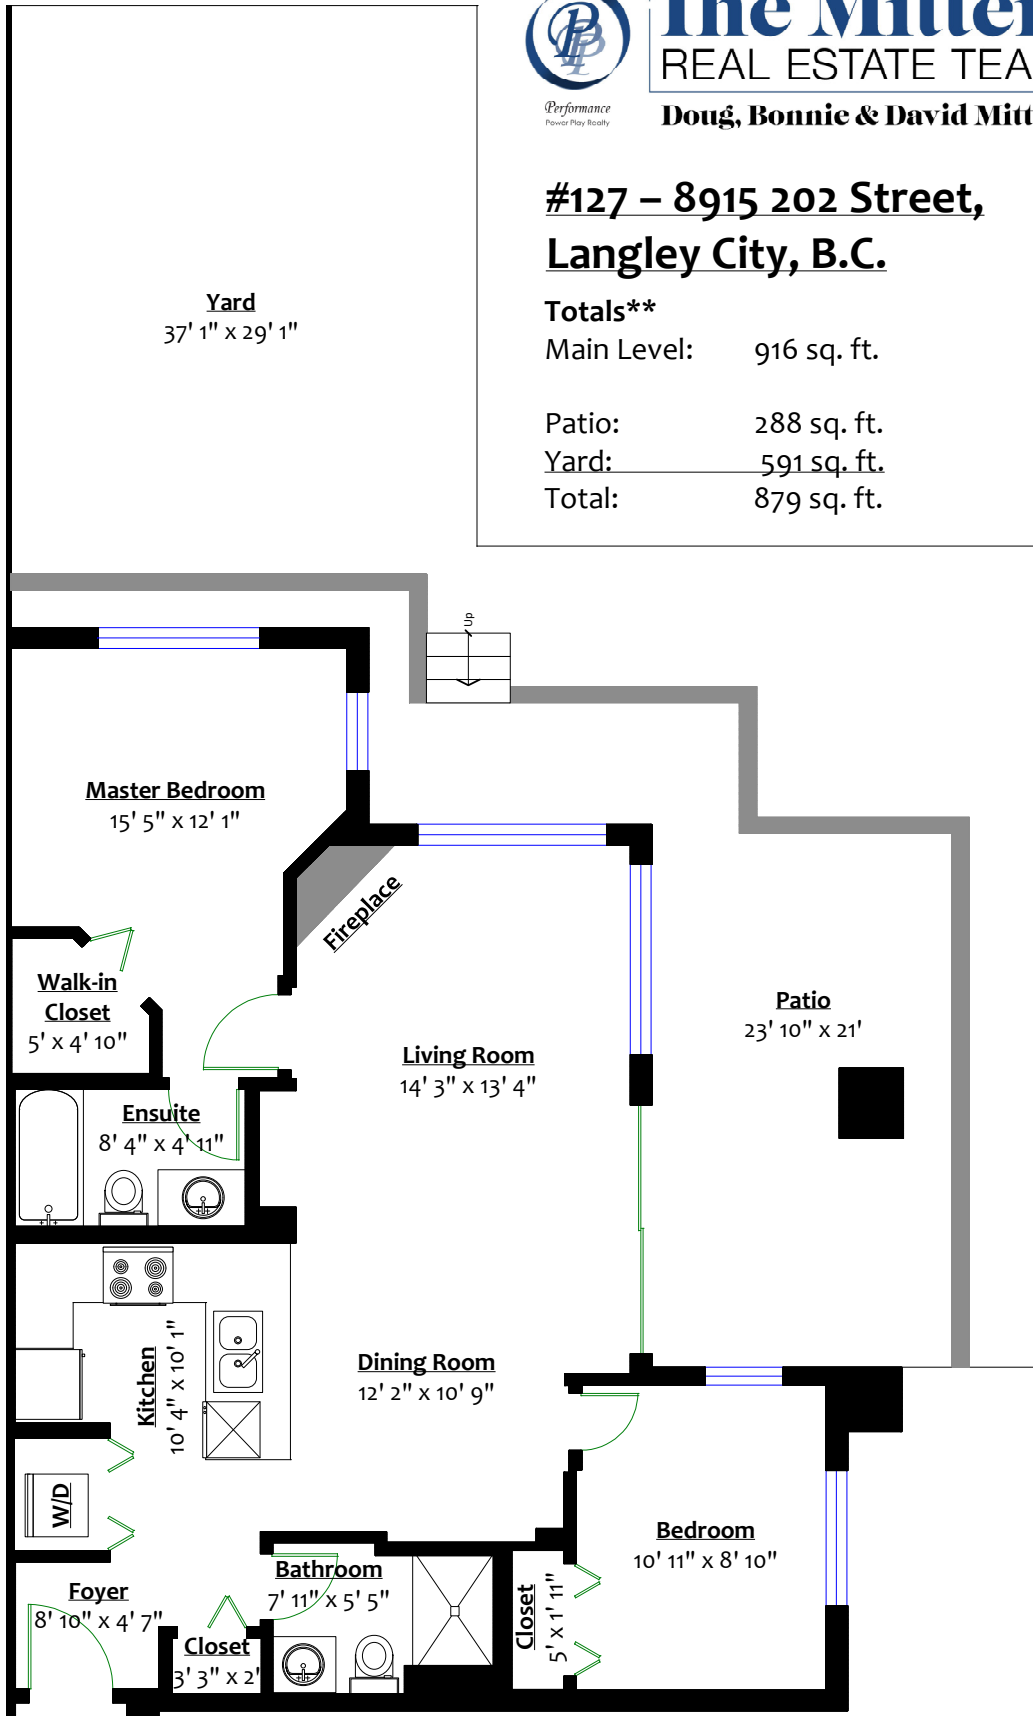 The Mitten
REAL ESTATE TEA
Performance
Power Play Realty
Doug, Bonnie & David Mitt
#127 – 8915 202 Street,
Langley City, B.C.
Totals**
Main Level: 916 sq. ft.
Patio: 288 sq. ft.
Yard: 591 sq. ft.
Total: 879 sq. ft.
Yard
37' 1" x 29' 1"
Up
Master Bedroom
15' 5" x 12' 1"
Fireplace
Walk-in
Closet
5' x 4' 10"
Patio
23' 10" x 21'
Living Room
14' 3" x 13' 4"
Ensuite
8' 4" x 4' 11"
Kitchen
10' 4" x 10' 1"
Dining Room
12' 2" x 10' 9"
W/D
Bedroom
10' 11" x 8' 10"
Bathroom
7' 11" x 5' 5"
Foyer
8' 10" x 4' 7"
Closet
5' x 1' 11"
Closet
3' 3" x 2'